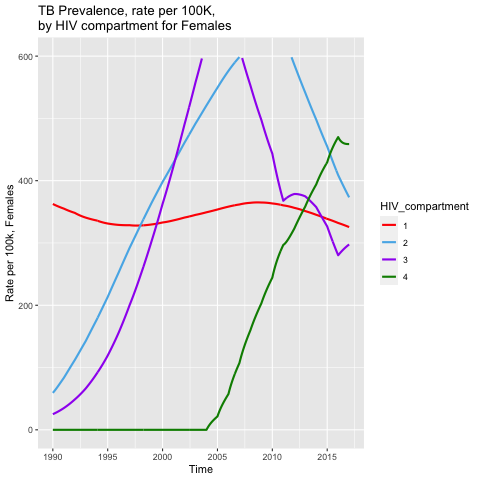 TB Prevalence, rate per 100K,
by HIV compartment for Females
Rate per 100k, Females
600
400
200
0
1990 1995 2000 2005 2010 2015
Time
HIV_compartment
1
2
3
4